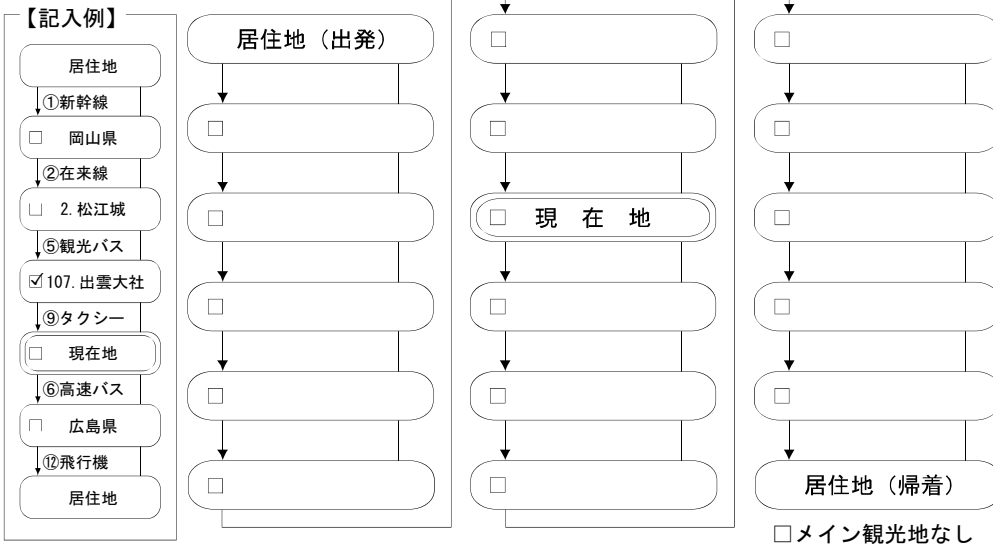 【記入例】
居住地
①新幹線
□ 岡山県
②在来線
□ 2. 松江城
⑤観光バス
☑ 107. 出雲大社
⑨タクシー
□ 現在地
⑥高速バス
□ 広島県
⑫飛行機
居住地
居住地（出発）
□
□
□
□
□
□
□
□ 現 在 地
□
□
□
□
□
□
□
□
居住地（帰着）
□メイン観光地なし